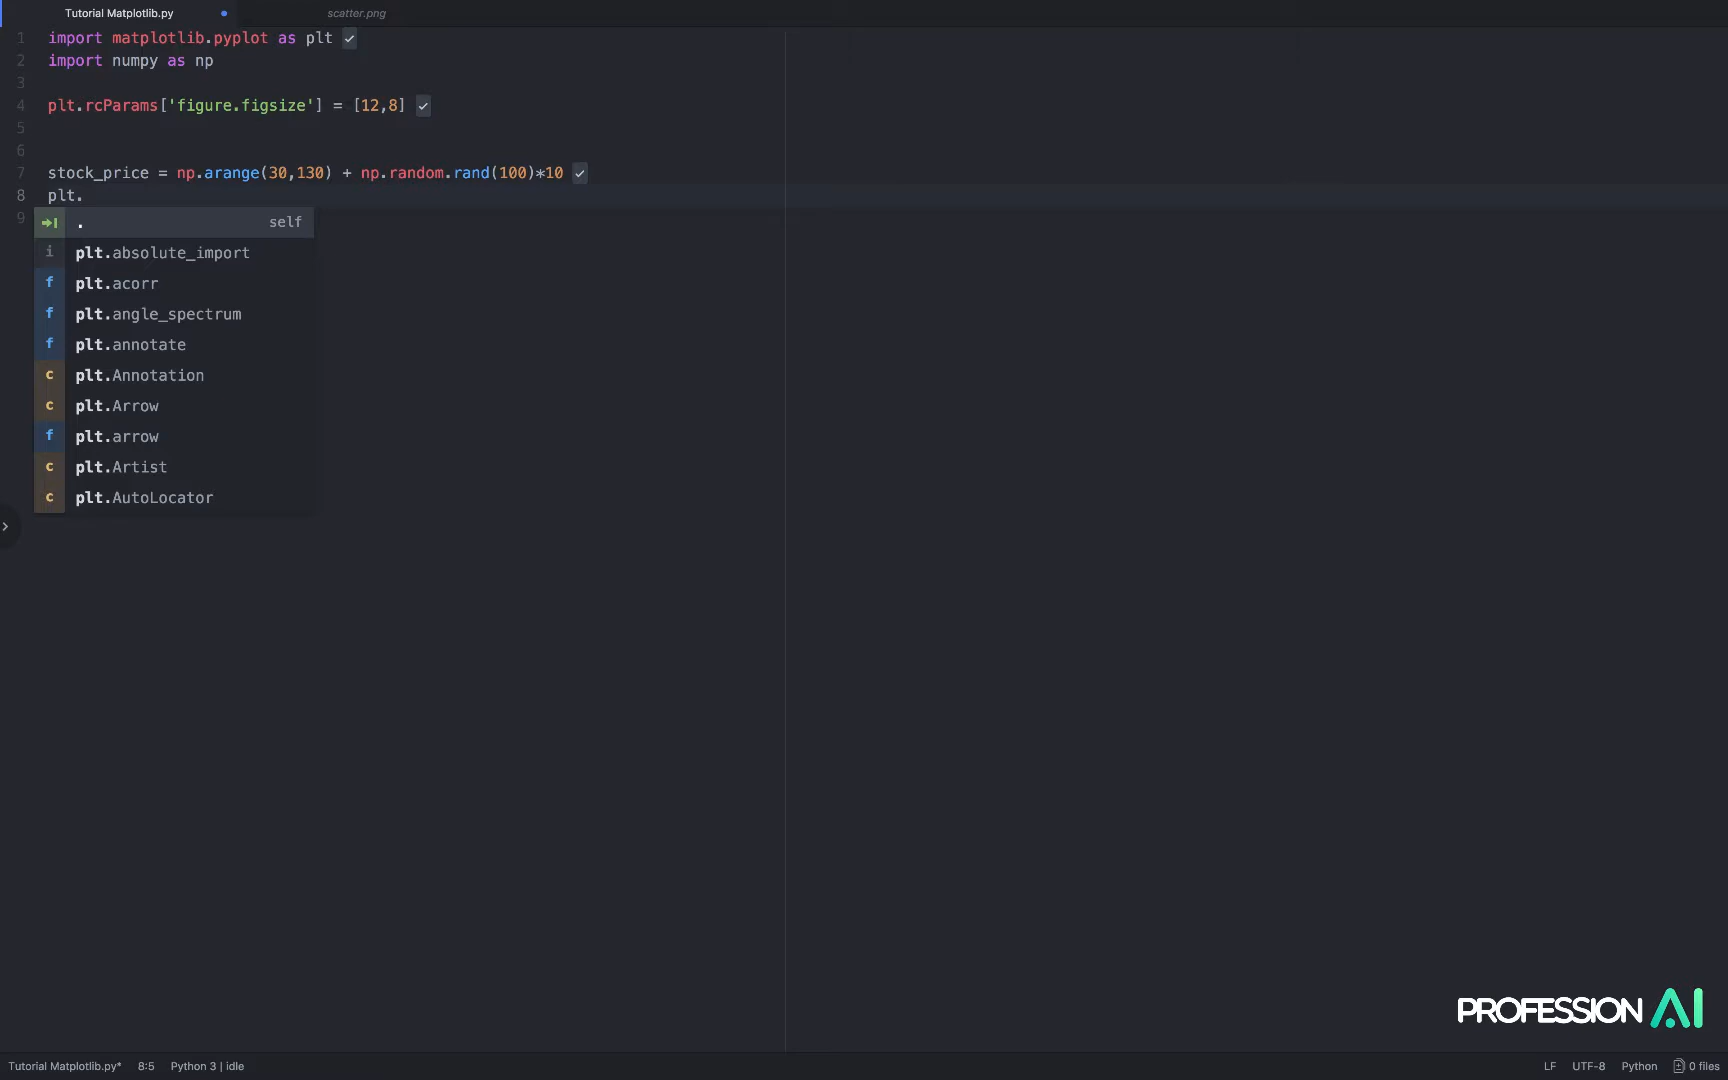 Tutorial Matplotlib.py scatter.png
1 import matplotlib.pyplot as plt
2 import numpy as np
3
4 plt.rcParams['figure.figsize'] = [12,8]
5
6
7 stock_price = np.arange(30,130) + np.random.rand(100)*10
8 plt.
9 . self
i plt.absolute_import
f plt.acorr
f plt.angle_spectrum
f plt.annotate
c plt.Annotation
c plt.Arrow
f plt.arrow
c plt.Artist
c plt.AutoLocator
PROFESSION AI
Tutorial Matplotlib.py* 8:5 Python 3 | idle LF UTF-8 Python 0 files